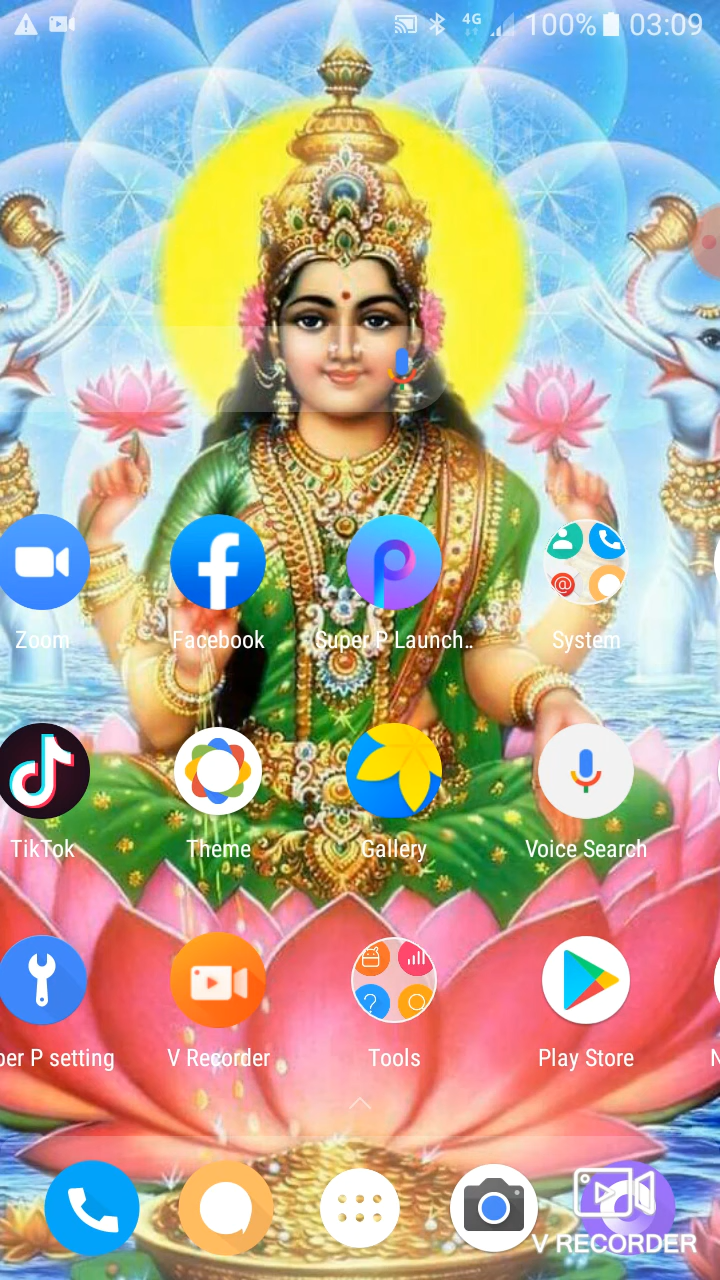 4G 100% 03:09
Zoom Facebook Super P Launch.. System
TikTok Theme Gallery Voice Search
per P setting V Recorder Tools Play Store N
V RECORDER